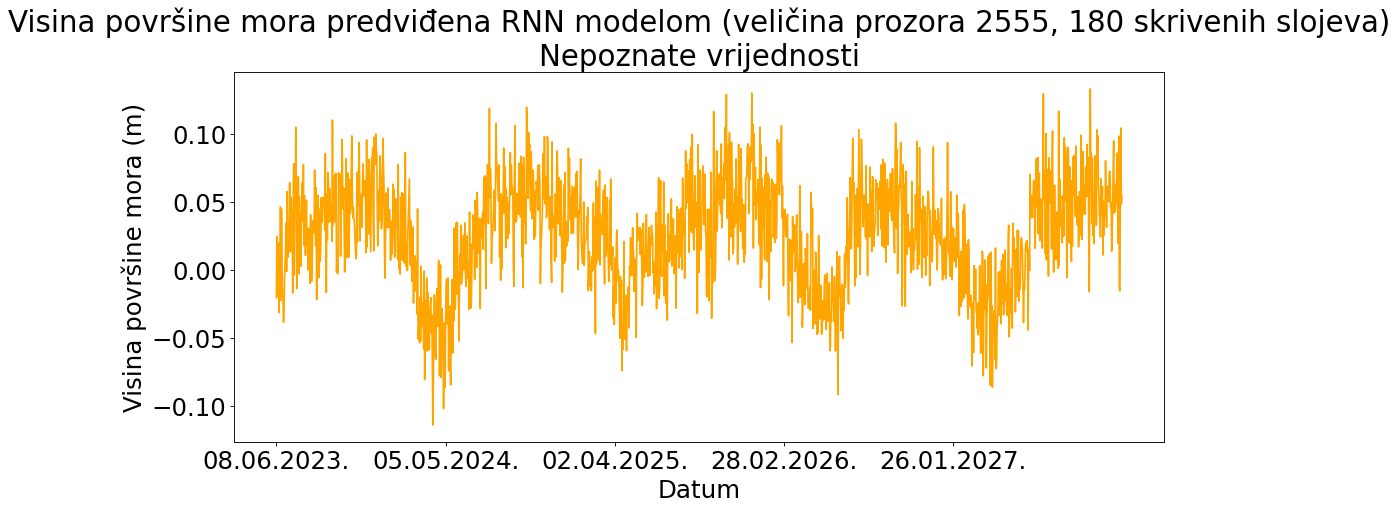 Visina površine mora predviđena RNN modelom (veličina prozora 2555, 180 skrivenih slojeva)
Nepoznate vrijednosti
Visina površine mora (m)
0.10
0.05
0.00
−0.05
−0.10
08.06.2023. 05.05.2024. 02.04.2025. 28.02.2026. 26.01.2027.
Datum